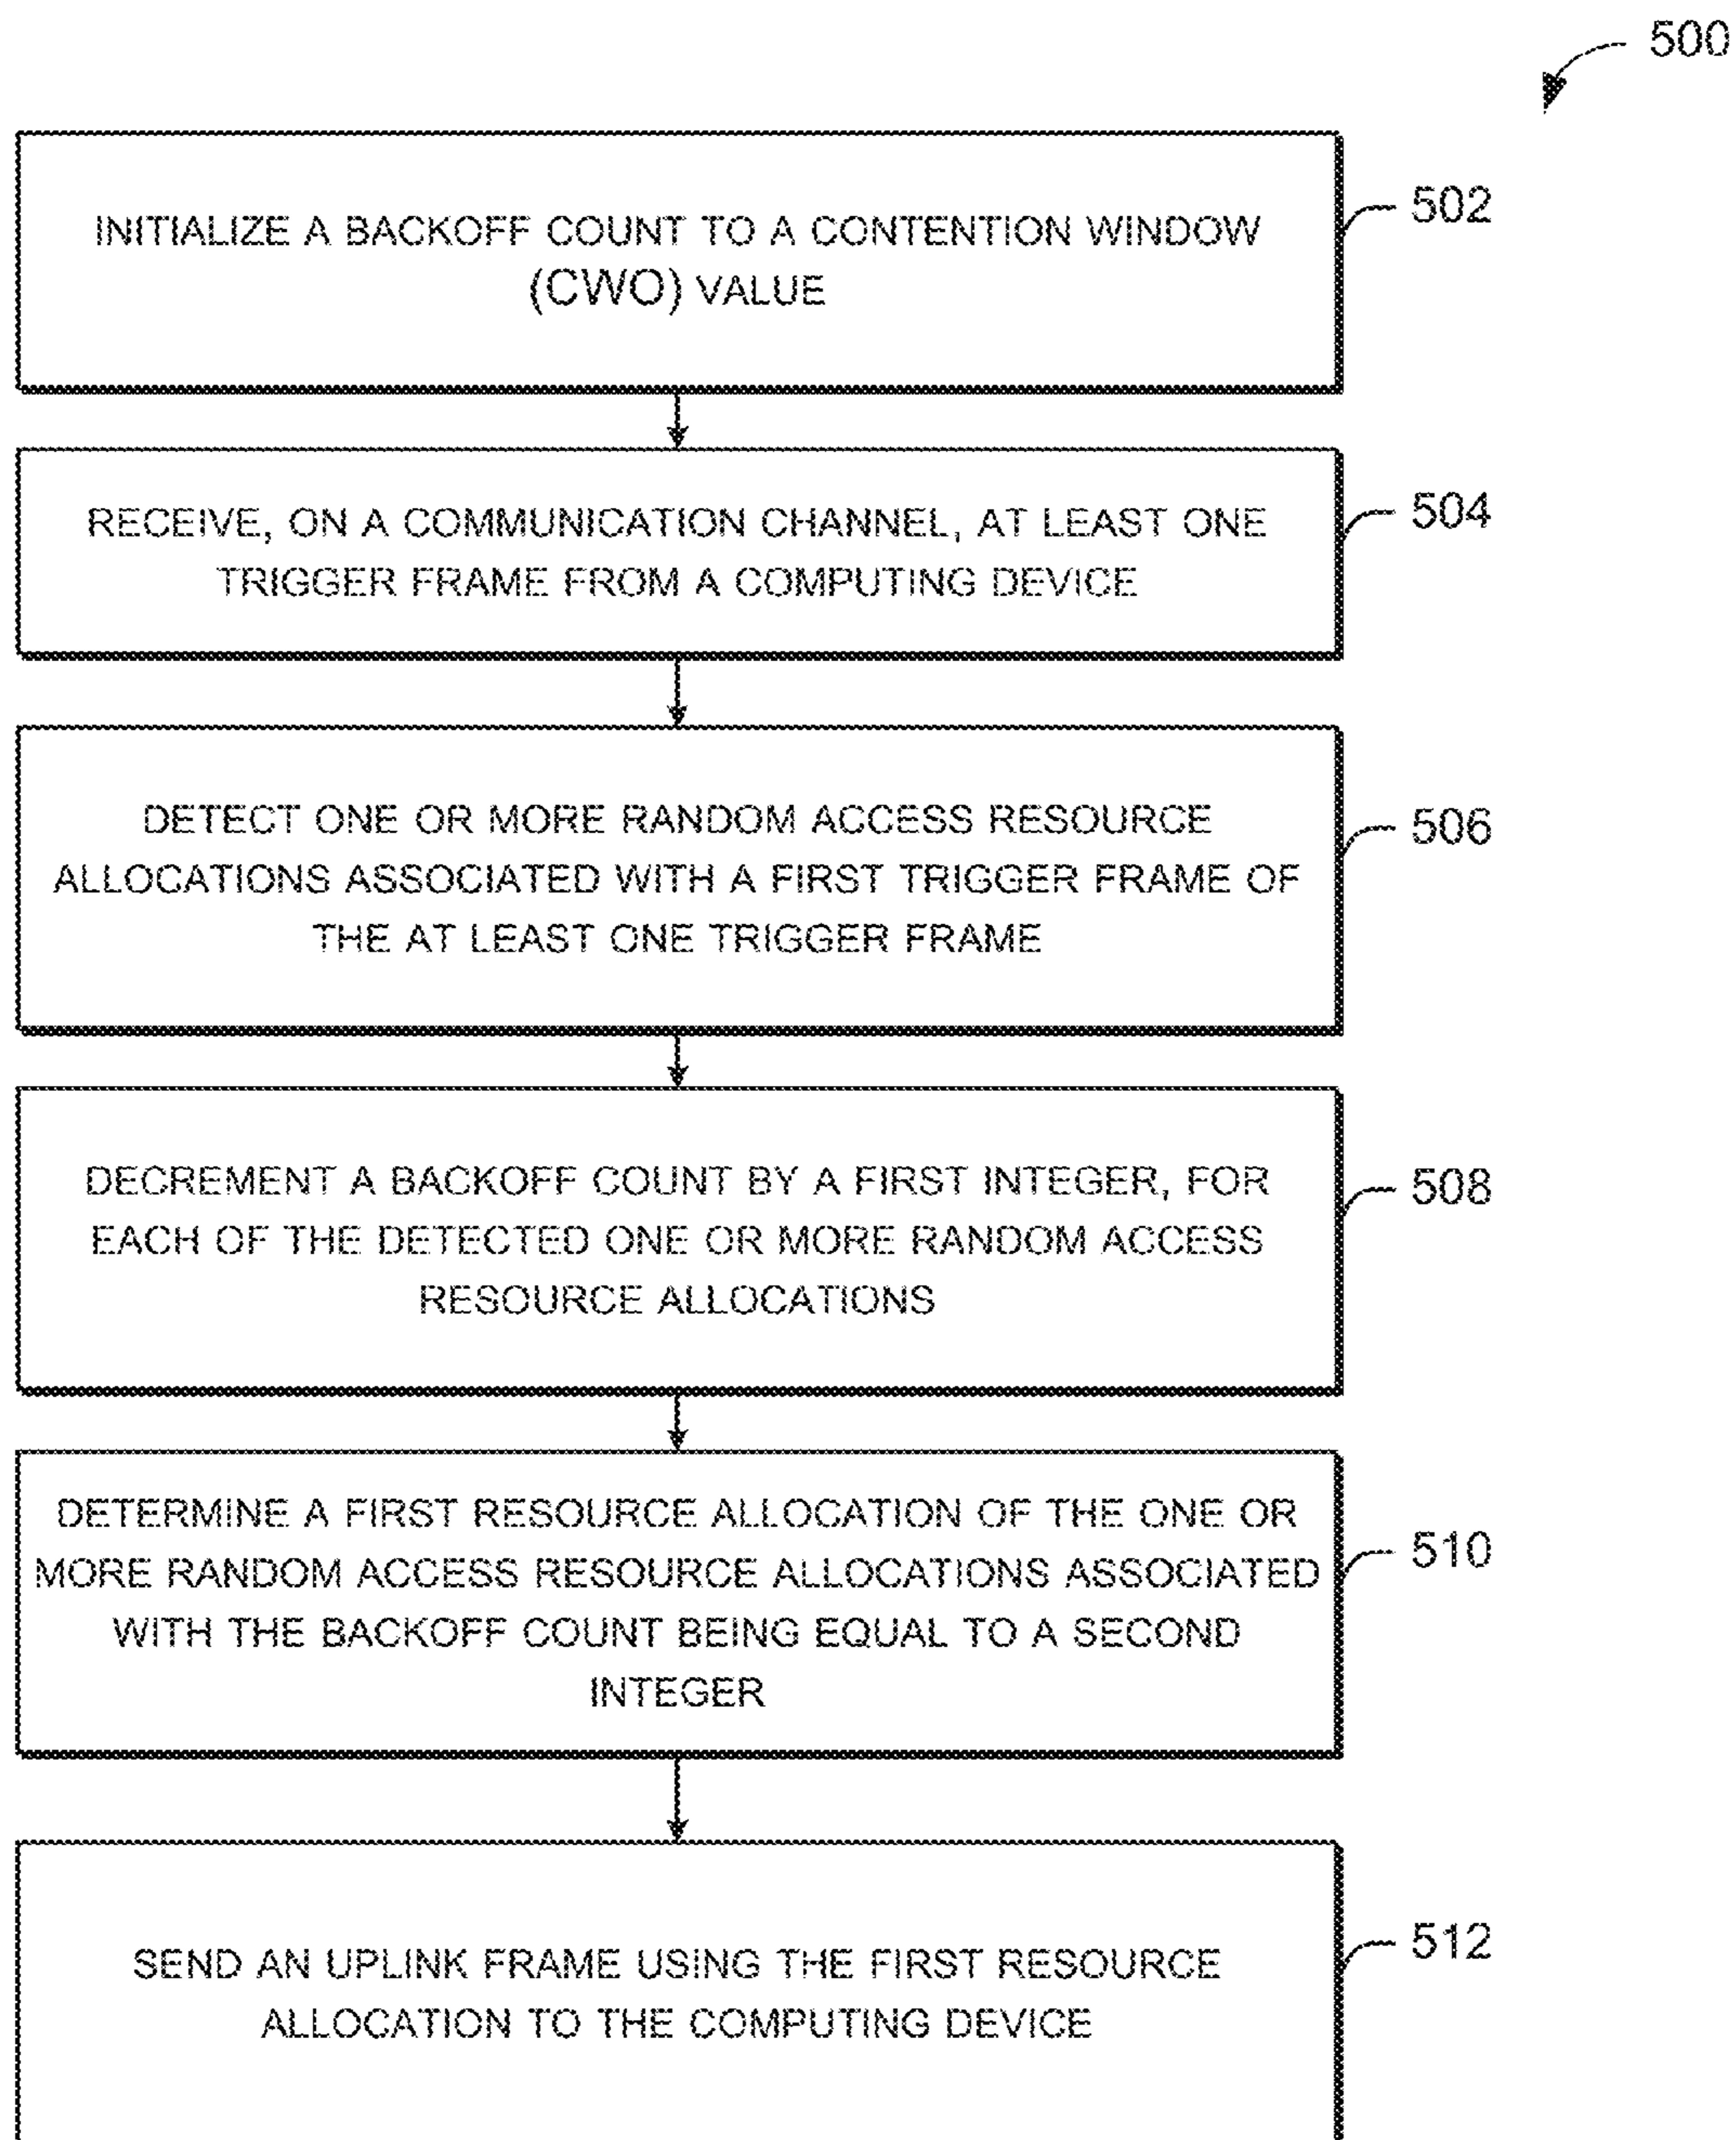 500
INITIALIZE A BACKOFF COUNT TO A CONTENTION WINDOW
(CWO) VALUE
502
RECEIVE, ON A COMMUNICATION CHANNEL, AT LEAST ONE
TRIGGER FRAME FROM A COMPUTING DEVICE
504
DETECT ONE OR MORE RANDOM ACCESS RESOURCE
ALLOCATIONS ASSOCIATED WITH A FIRST TRIGGER FRAME OF
THE AT LEAST ONE TRIGGER FRAME
506
DECREMENT A BACKOFF COUNT BY A FIRST INTEGER, FOR
EACH OF THE DETECTED ONE OR MORE RANDOM ACCESS
RESOURCE ALLOCATIONS
508
DETERMINE A FIRST RESOURCE ALLOCATION OF THE ONE OR
MORE RANDOM ACCESS RESOURCE ALLOCATIONS ASSOCIATED
WITH THE BACKOFF COUNT BEING EQUAL TO A SECOND
INTEGER
510
SEND AN UPLINK FRAME USING THE FIRST RESOURCE
ALLOCATION TO THE COMPUTING DEVICE
512